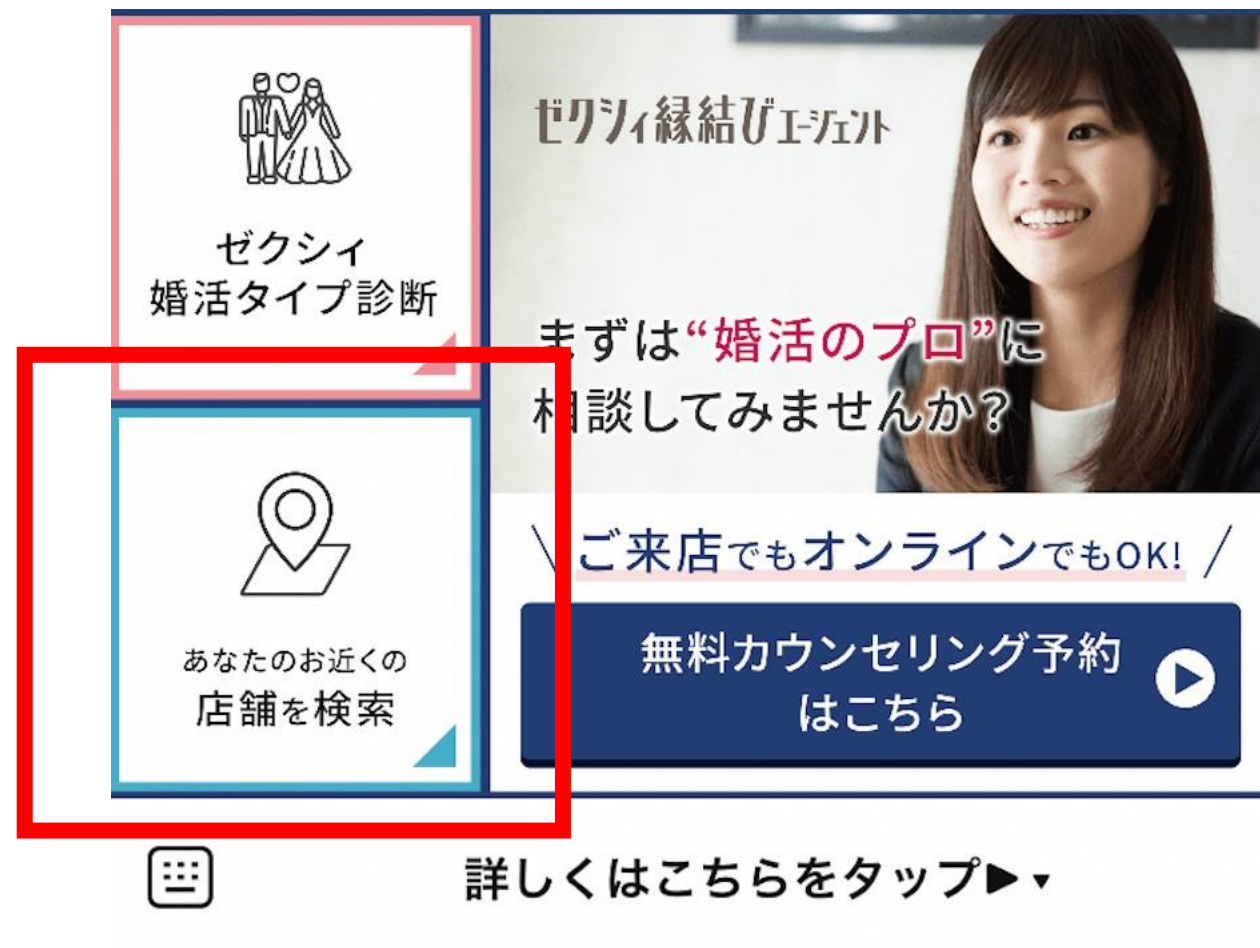 ゼクシィ
婚活タイプ診断
ゼクシィ縁結びエージェント
まずは“婚活のプロ”に
相談してみませんか？
あなたのお近くの
店舗を検索
\ ご来店でもオンラインでもOK! /
無料カウンセリング予約
はこちら
詳しくはこちらをタップ▶▼